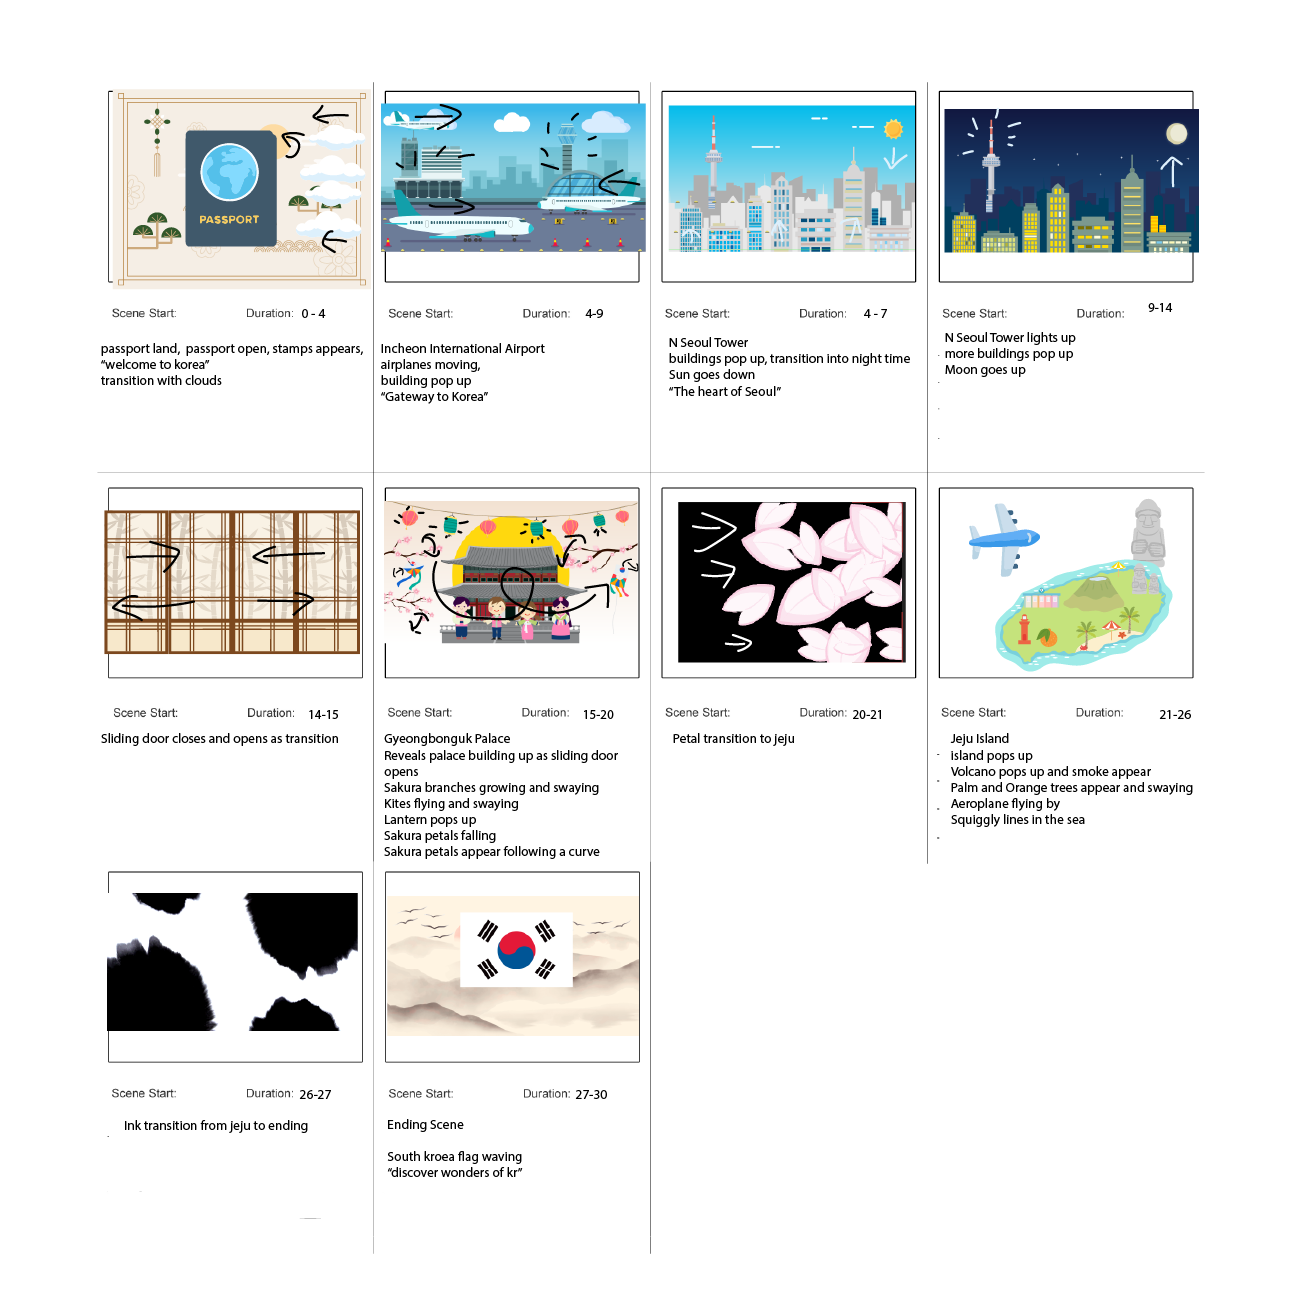 PASSPORT
Scene Start: Duration: 0 - 4
passport land, passport open, stamps appears,
“welcome to korea”
transition with clouds
Scene Start: Duration: 4-9
Incheon International Airport
airplanes moving,
building pop up
“Gateway to Korea”
Scene Start: Duration: 4 - 7
N Seoul Tower
buildings pop up, transition into night time
Sun goes down
“The heart of Seoul”
Scene Start: Duration: 9-14
N Seoul Tower lights up
more buildings pop up
Moon goes up
Scene Start: Duration: 14-15
Sliding door closes and opens as transition
Scene Start: Duration: 15-20
Gyeongbonguk Palace
Reveals palace building up as sliding door
opens
Sakura branches growing and swaying
Kites flying and swaying
Lantern pops up
Sakura petals falling
Sakura petals appear following a curve
Scene Start: Duration: 20-21
Petal transition to jeju
Scene Start: Duration: 21-26
Jeju Island
island pops up
Volcano pops up and smoke appear
Palm and Orange trees appear and swaying
Aeroplane flying by
Squiggly lines in the sea
Scene Start: Duration: 26-27
Ink transition from jeju to ending
Scene Start: Duration: 27-30
Ending Scene
South kroea flag waving
“discover wonders of kr”